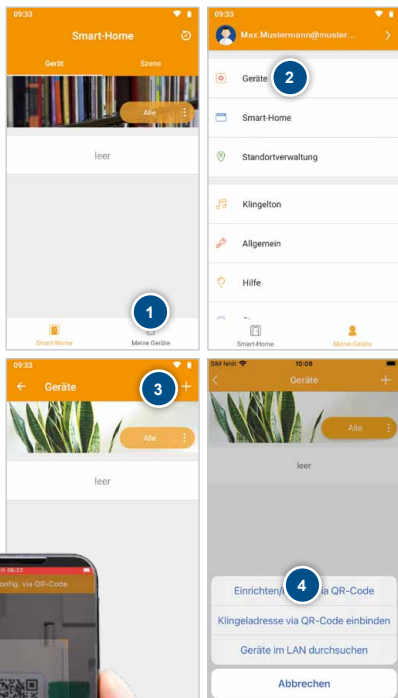 09:33
Smart-Home
Gerät
Szene
Alle
leer
1
Smart-Home
Meine Geräte
09:33
Max.Mustermann@muster...
Geräte
2
Smart-Home
Standortverwaltung
Klingelton
Allgemein
Hilfe
Smart-Home
Meine Geräte
09:33
Geräte
3
Alle
leer
onfig. via QR-Code
SIM fehlt
10:08
Geräte
Alle
leer
Einrichten/
4
via QR-Code
Klingeladresse via QR-Code einbinden
Geräte im LAN durchsuchen
Abbrechen